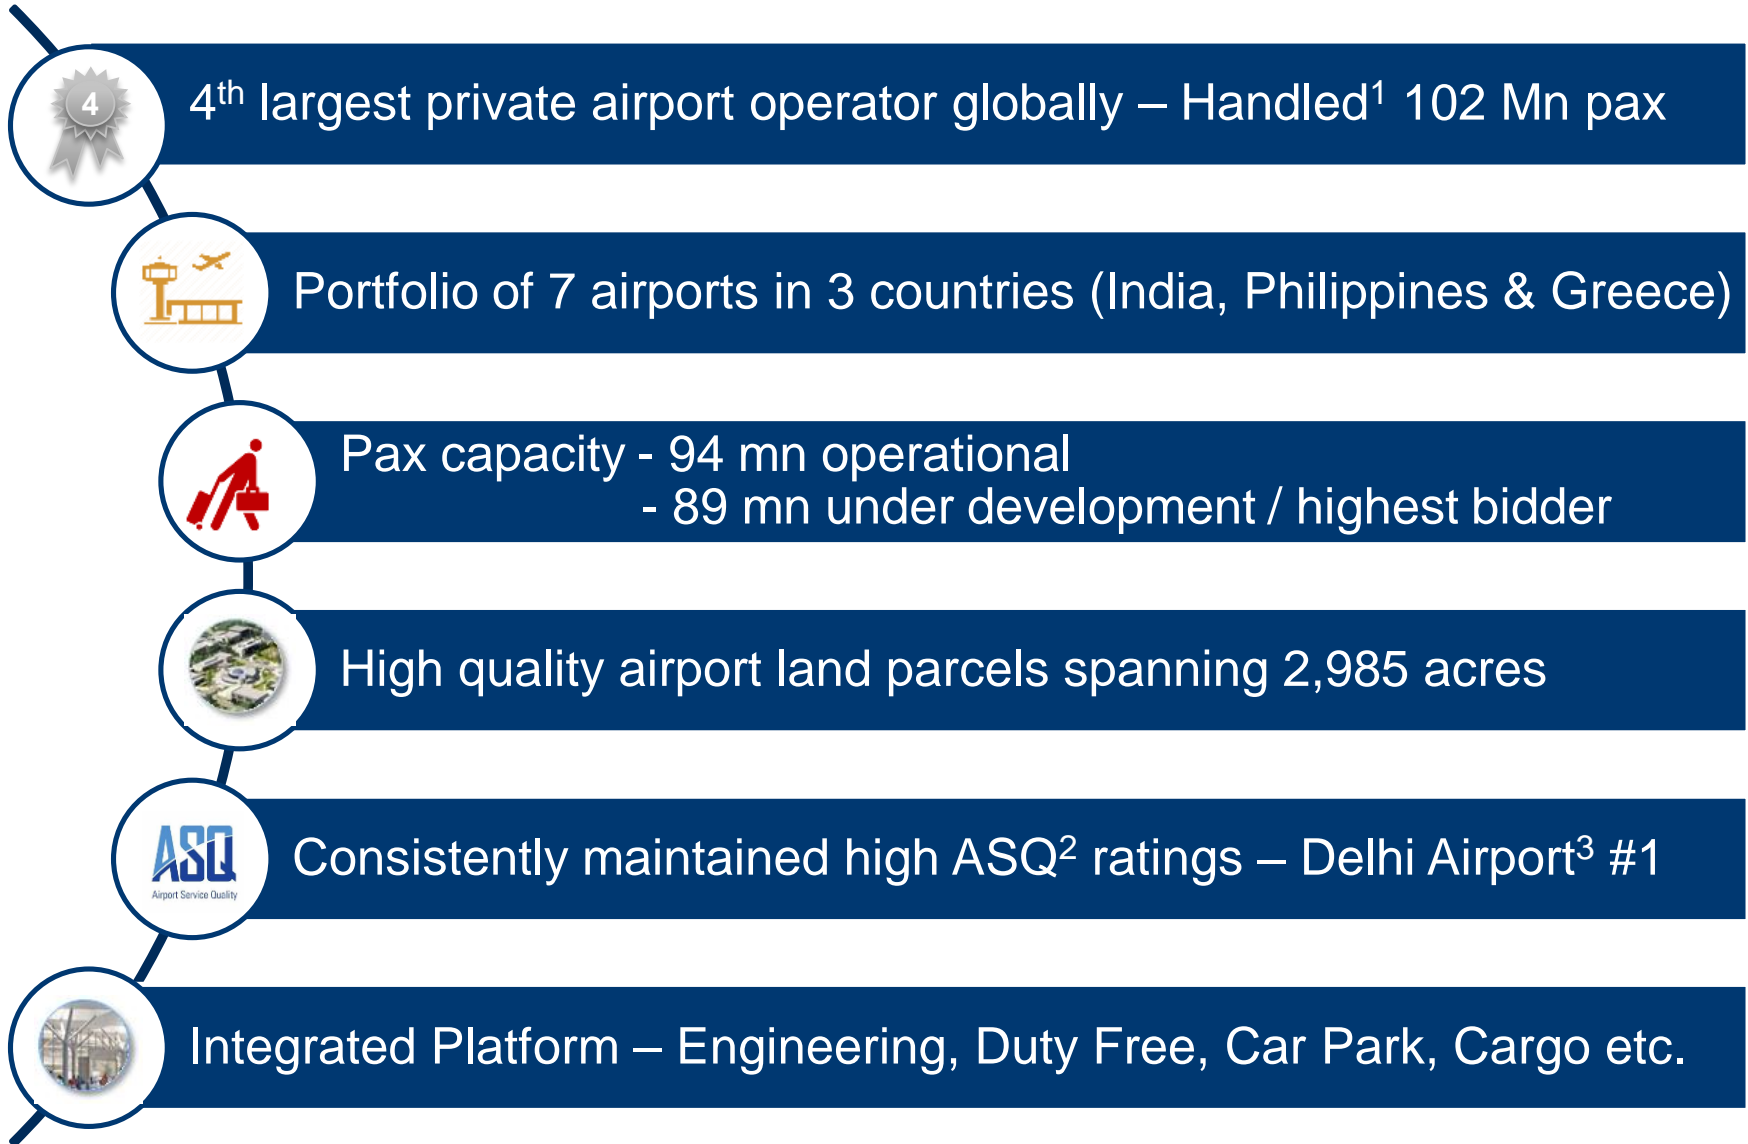 4
4th largest private airport operator globally – Handled1 102 Mn pax
Portfolio of 7 airports in 3 countries (India, Philippines & Greece)
Pax capacity - 94 mn operational
- 89 mn under development / highest bidder
High quality airport land parcels spanning 2,985 acres
ASQ
Airport Service Quality
Consistently maintained high ASQ2 ratings – Delhi Airport3 #1
Integrated Platform – Engineering, Duty Free, Car Park, Cargo etc.